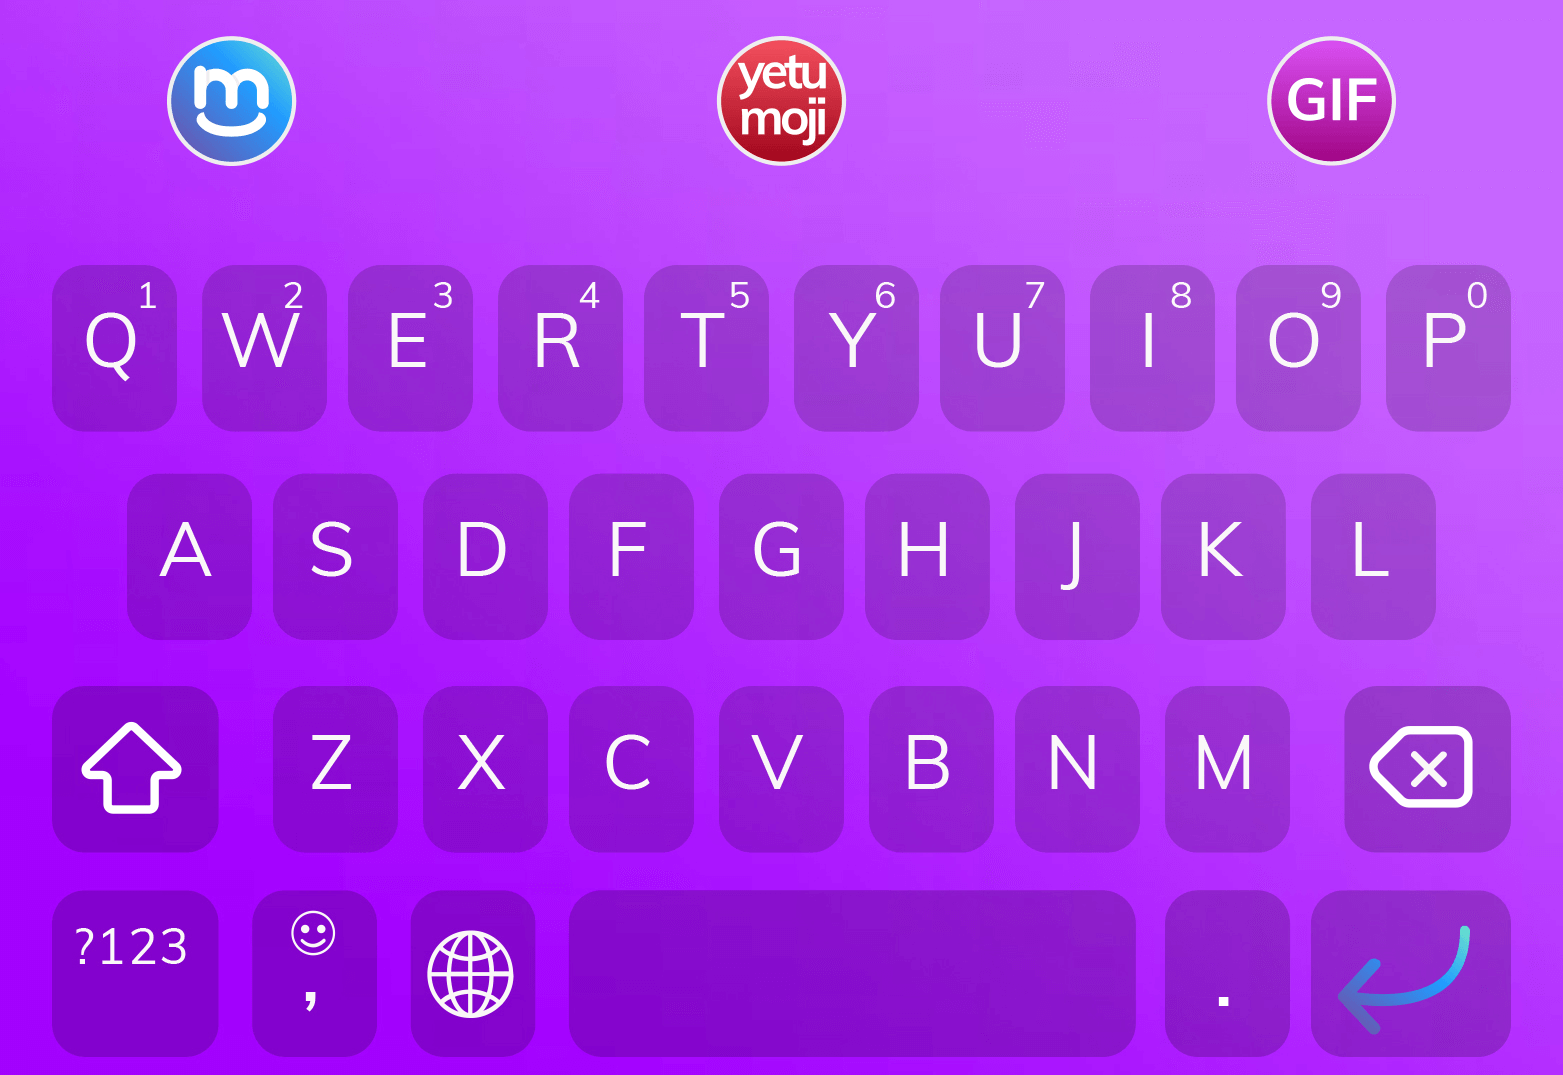 m
yetu
moji
GIF
1 2 3 4 5 6 7 8 9 0
Q W E R T Y U I O P
A S D F G H J K L
Z X C V B N M
?123 , .